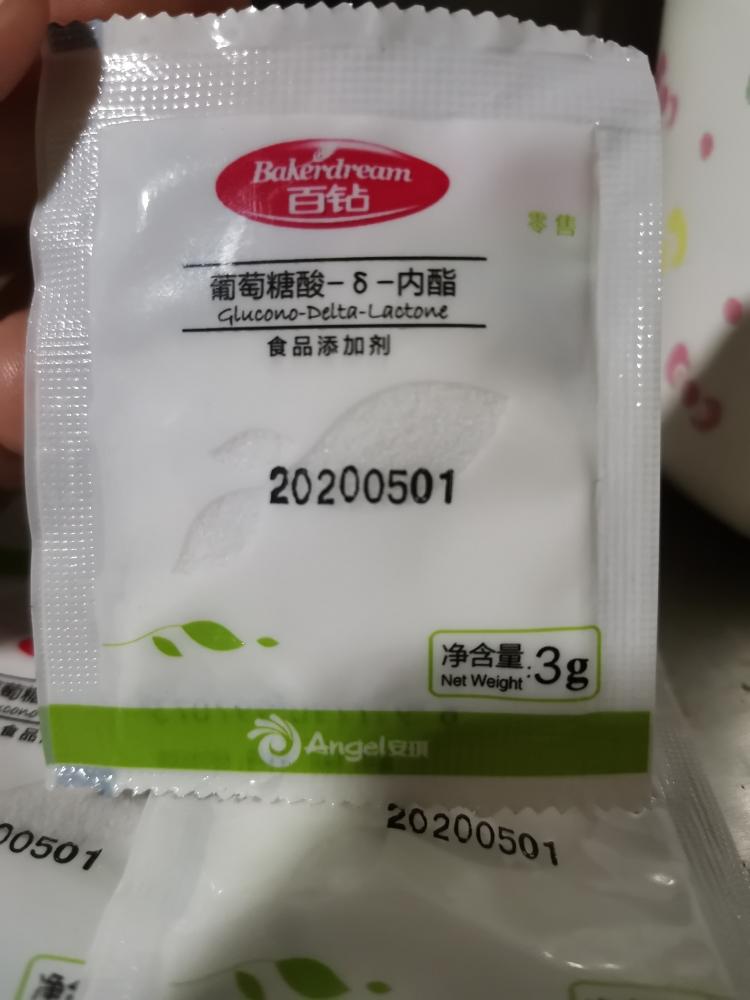 Bakerdream
百钻
零售
葡萄糖酸-δ-内酯
Glucono-Delta-Lactone
食品添加剂
20200501
净含量:3g
Net Weight
Angel安琪
20200501
00501